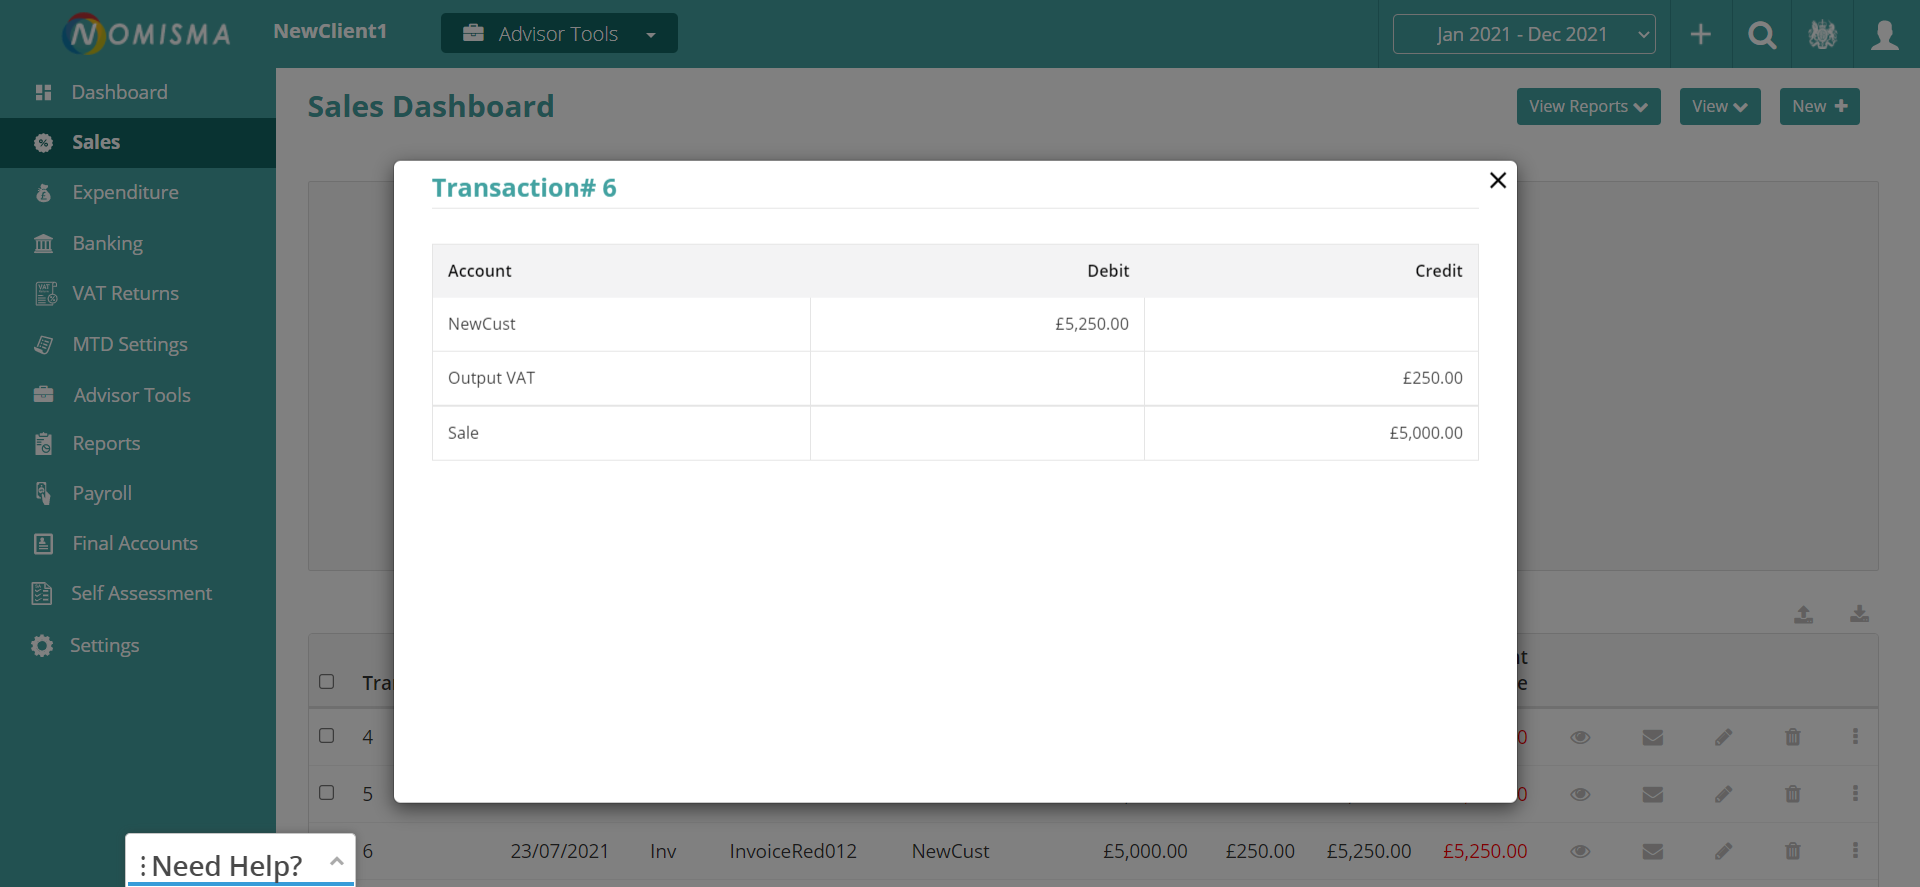 NOMISMA
NewClient1
Advisor Tools
Jan 2021 - Dec 2021
Dashboard
Sales
Expenditure
Banking
VAT Returns
MTD Settings
Advisor Tools
Reports
Payroll
Final Accounts
Self Assessment
Settings
Sales Dashboard
View Reports
View
New
Transaction# 6
Account Debit Credit
NewCust £5,250.00
Output VAT £250.00
Sale £5,000.00
4
5
6 23/07/2021 Inv InvoiceRed012 NewCust £5,000.00 £250.00 £5,250.00 £5,250.00
Need Help?